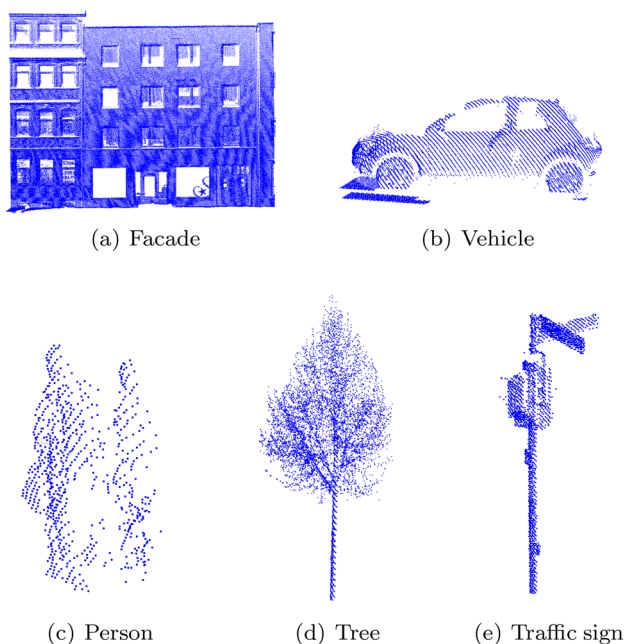 (a) Facade
(b) Vehicle
(c) Person
(d) Tree
(e) Traffic sign